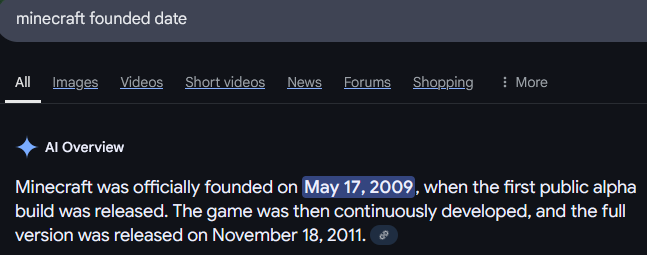 minecraft founded date
All Images Videos Short videos News Forums Shopping More
AI Overview
Minecraft was officially founded on May 17, 2009, when the first public alpha
build was released. The game was then continuously developed, and the full
version was released on November 18, 2011.